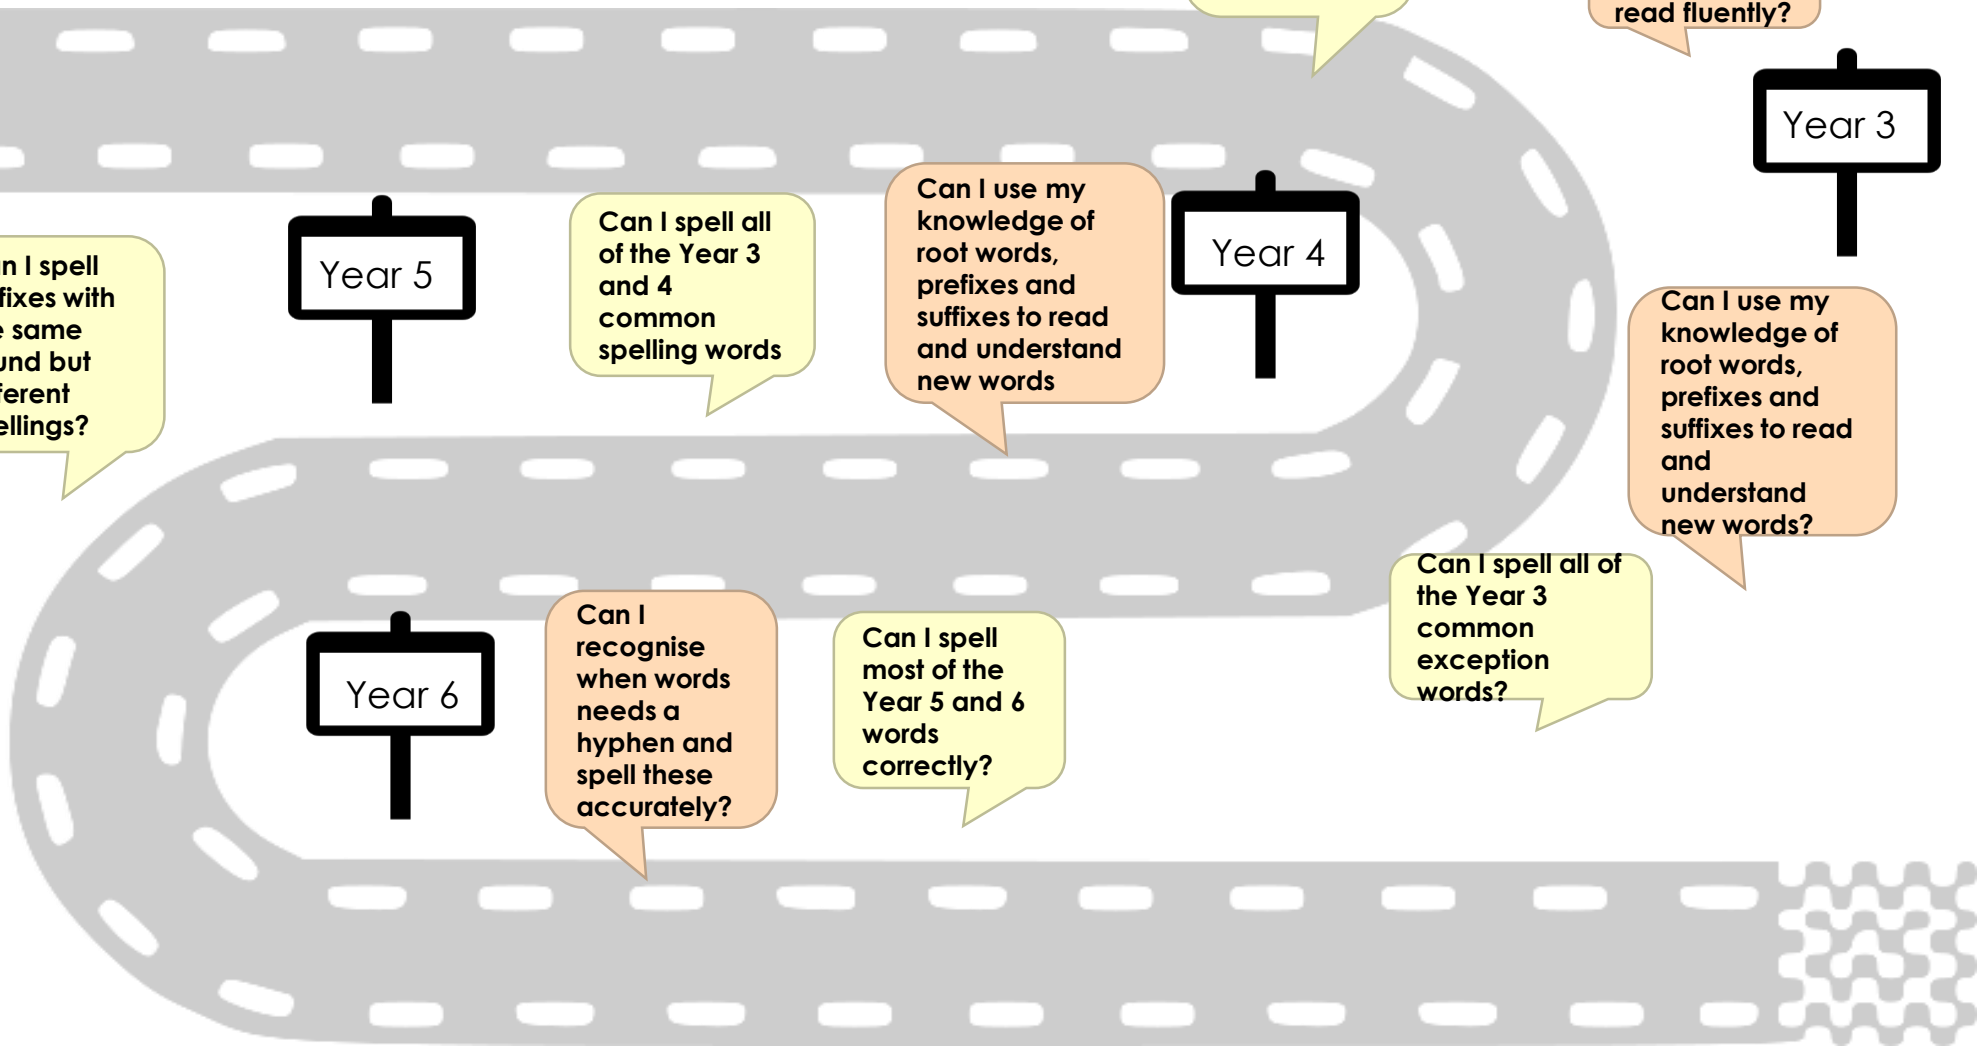 read fluently?
Year 3
Can I use my
knowledge of
root words,
prefixes and
suffixes to read
and
understand
new words?
Can I spell all of
the Year 3
common
exception
words?
Year 4
Can I use my
knowledge of
root words,
prefixes and
suffixes to read
and understand
new words
Can I spell all
of the Year 3
and 4
common
spelling words
Year 5
I spell
with
same
but
Year 6
Can I
recognise
when words
needs a
hyphen and
spell these
accurately?
Can I spell
most of the
Year 5 and 6
words
correctly?